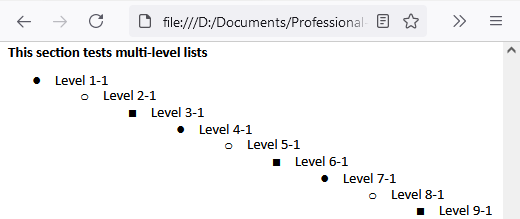 file:///D:/Documents/Professional-
This section tests multi-level lists
Level 1-1
Level 2-1
Level 3-1
Level 4-1
Level 5-1
Level 6-1
Level 7-1
Level 8-1
Level 9-1